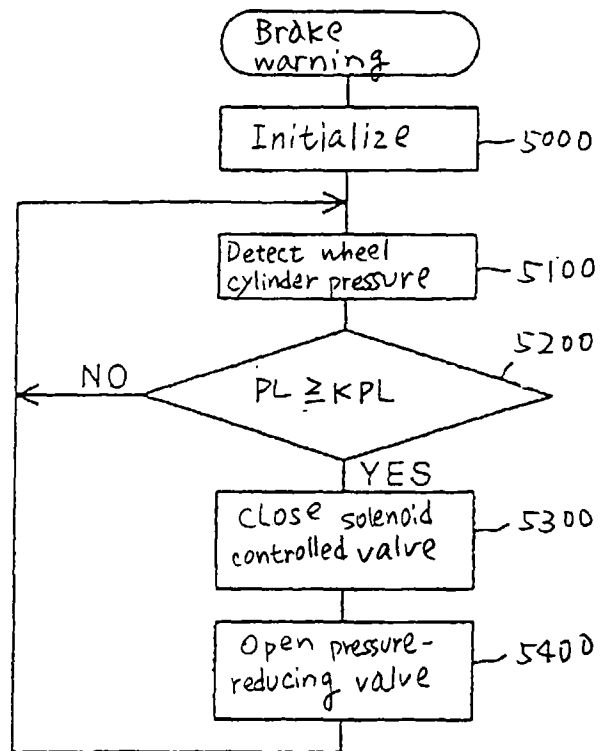 Brake
warning
Initialize
5000
Detect wheel
cylinder pressure
5100
5200
NO
PL ≧ KPL
YES
Close solenoid
controlled valve
5300
Open pressure-
reducing valve
5400